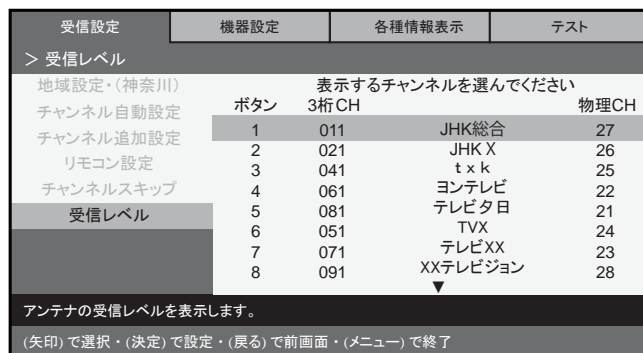 受信設定 機器設定 各種情報表示 テスト
＞ 受信レベル
地域設定・(神奈川)
チャンネル自動設定
チャンネル追加設定
リモコン設定
チャンネルスキップ
受信レベル
表示するチャンネルを選んでください
ボタン 3桁CH 物理CH
1 011 JHK総合 27
2 021 JHK X 26
3 041 ｔｘｋ 25
4 061 ヨンテレビ 22
5 081 テレビタ日 21
6 051 TVX 24
7 071 テレビXX 23
8 091 XXテレビジョン 28
▼
アンテナの受信レベルを表示します。
(矢印) で選択・(決定) で設定・(戻る) で前画面・(メニュー) で終了